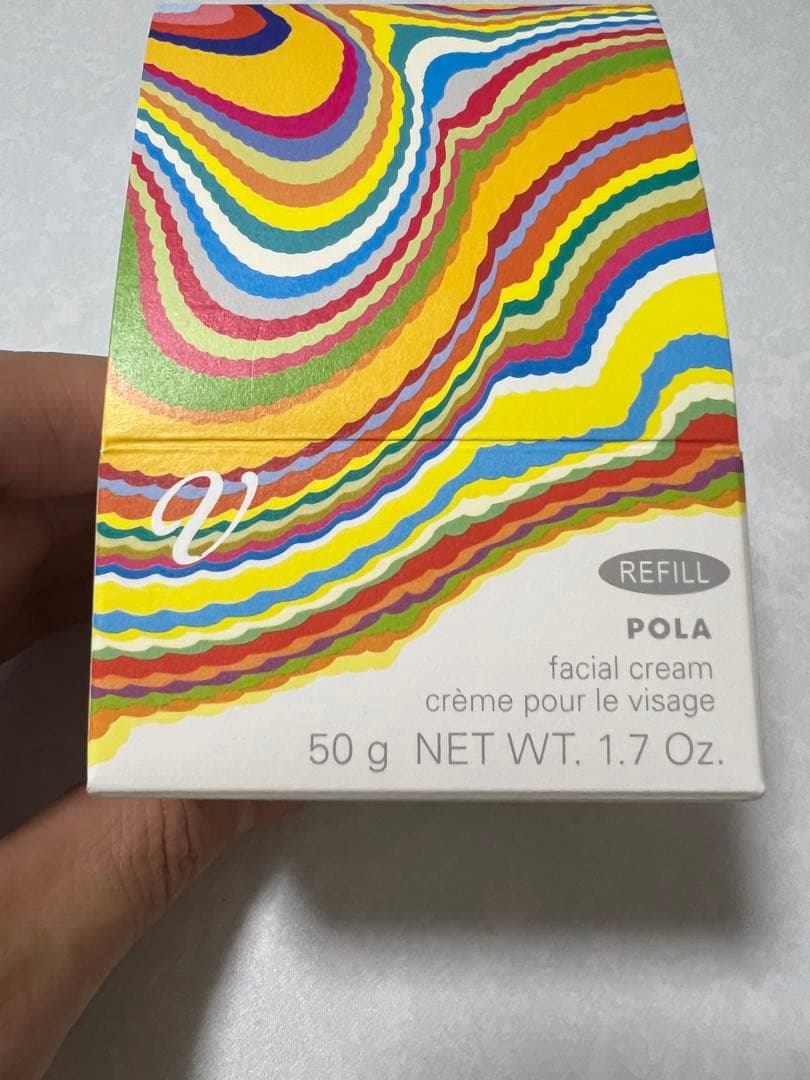 V
REFILL
POLA
facial cream
crème pour le visage
50 g NET WT. 1.7 Oz.